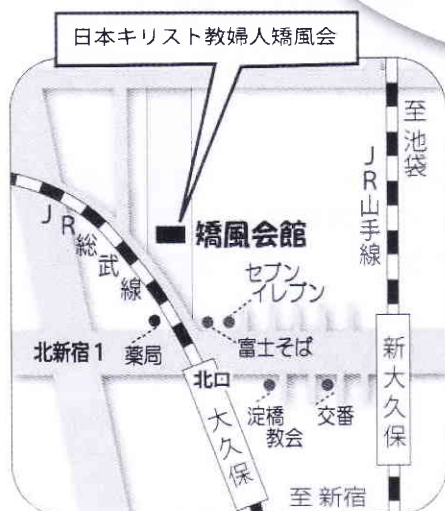 日本キリスト教婦人矯風会
至池袋
JR山手線
JR総武線
矯風会館
セブン
イレブン
北新宿1
薬局
富士そば
北口
大久保
淀橋
教会
交番
新大久保
至新宿